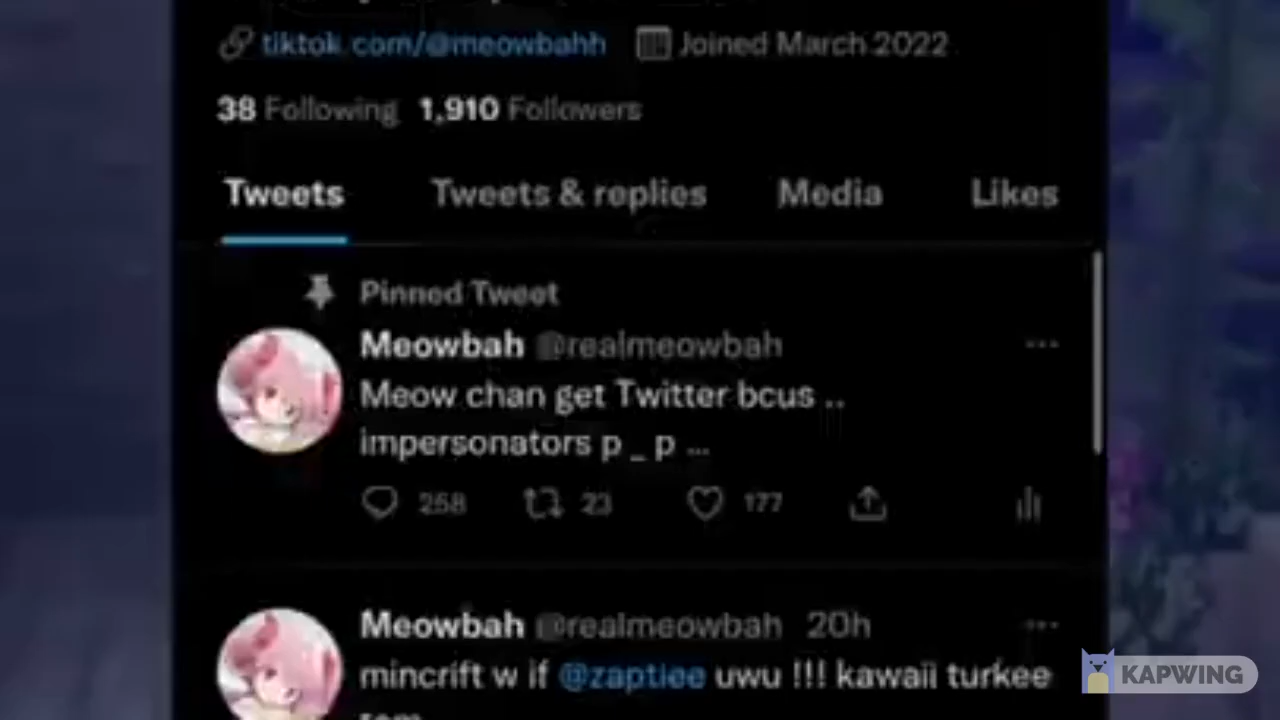 tiktok.com/@meowbahh Joined March 2022
38 Following 1,910 Followers
Tweets Tweets & replies Media Likes
Pinned Tweet
Meowbah @realmeowbah ...
Meow chan get Twitter bcus ..
impersonators p _ p ...
258 23 177
Meowbah @realmeowbah 20h ...
mincrift w if @zaptiee uwu !!! kawaii turkee
KAPWING